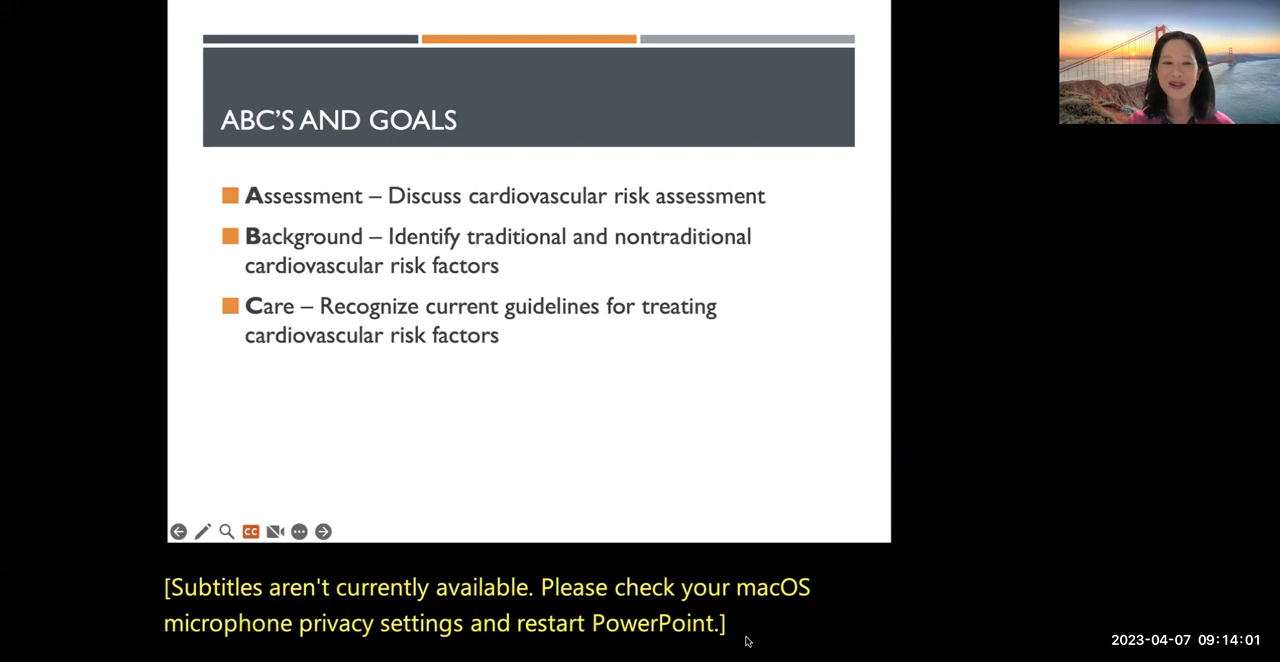 ABC'S AND GOALS
Assessment – Discuss cardiovascular risk assessment
Background – Identify traditional and nontraditional
cardiovascular risk factors
Care – Recognize current guidelines for treating
cardiovascular risk factors
CC
[Subtitles aren't currently available. Please check your macOS
microphone privacy settings and restart PowerPoint.]
2023-04-07 09:14:01